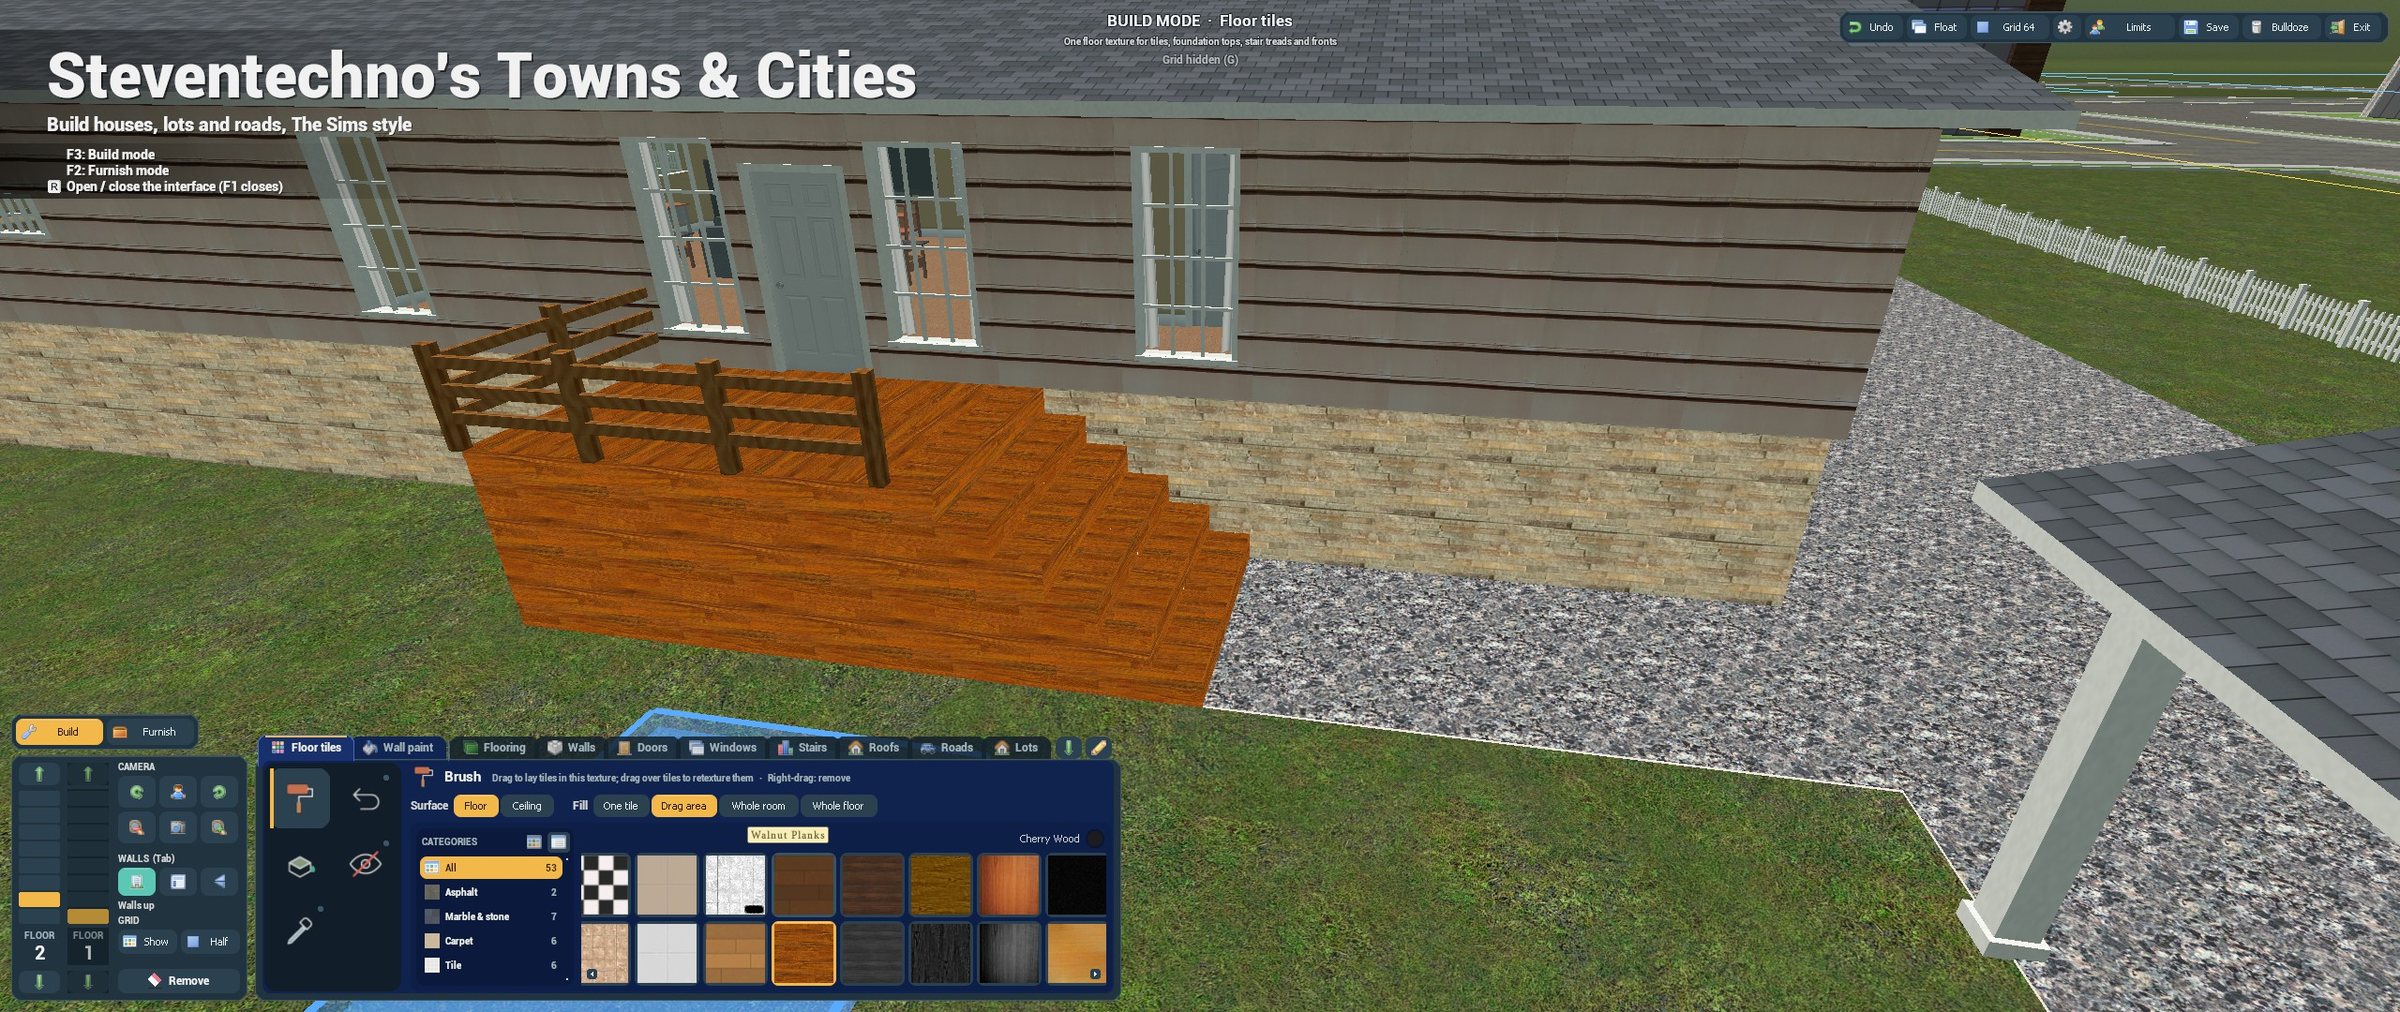 BUILD MODE · Floor tiles
One floor texture for tiles, foundation tops, stair treads and fronts
Grid hidden (G)
Undo
Float
Grid 64
Limits
Save
Bulldoze
Exit
Steventechno's Towns & Cities
Build houses, lots and roads, The Sims style
F3: Build mode
F2: Furnish mode
R Open / close the interface (F1 closes)
Build
Furnish
CAMERA
WALLS (Tab)
Walls up
GRID
Show
Half
FLOOR
2
FLOOR
1
Remove
Floor tiles
Wall paint
Flooring
Walls
Doors
Windows
Stairs
Roofs
Roads
Lots
Brush Drag to lay tiles in this texture; drag over tiles to retexture them · Right-drag: remove
Surface Floor Ceiling Fill One tile Drag area Whole room Whole floor
CATEGORIES
Walnut Planks
Cherry Wood
All 53
Asphalt 2
Marble & stone 7
Carpet 6
Tile 6